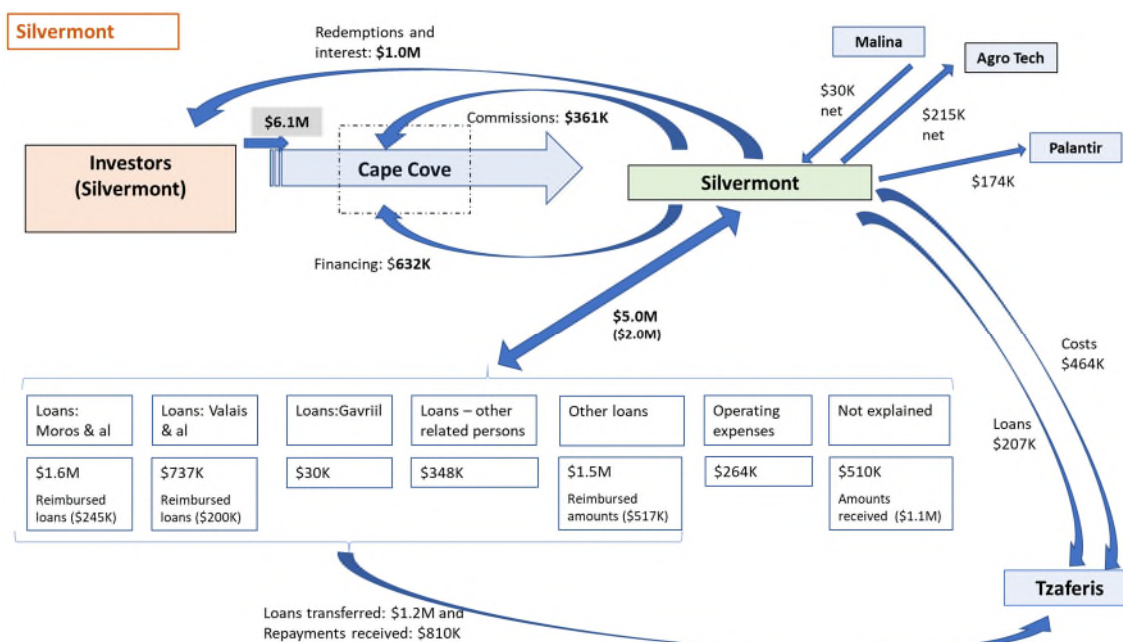 Silvermont
Redemptions and
interest: $1.0M
Malina
Agro Tech
$30K
net
$215K
net
$6.1M
Commissions: $361K
Investors
(Silvermont)
Cape Cove
Silvermont
Palantir
$174K
Financing: $632K
$5.0M
($2.0M)
Costs
$464K
Loans
$207K
Loans:
Moros & al
Loans: Valais
& al
Loans:Gavriil
Loans – other
related persons
Other loans
Operating
expenses
Not explained
$1.6M
Reimbursed
loans ($245K)
$737K
Reimbursed
loans ($200K)
$30K
$348K
$1.5M
Reimbursed
amounts ($517K)
$264K
$510K
Amounts
received ($1.1M)
Tzaferis
Loans transferred: $1.2M and
Repayments received: $810K